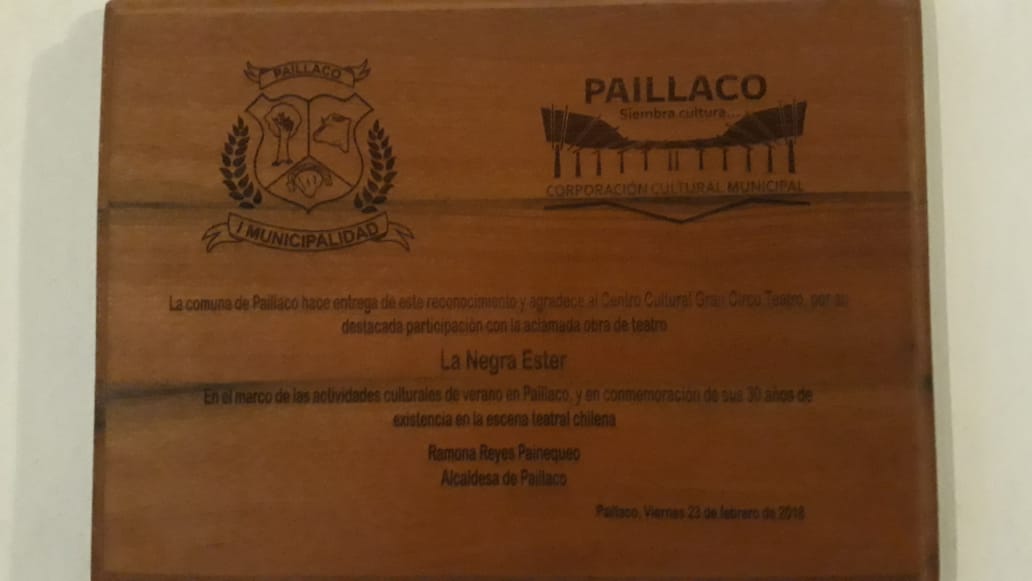 PAILLACO
I MUNICIPALIDAD
PAILLACO
Siembra cultura...
CORPORACIÓN CULTURAL MUNICIPAL
La comuna de Paillaco hace entrega de este reconocimiento y agradece al Centro Cultural Gran Circo Teatro, por su
destacada participación con la aclamada obra de teatro
La Negra Ester
En el marco de las actividades culturales de verano en Paillaco, y en conmemoración de sus 30 años de
existencia en la escena teatral chilena
Ramona Reyes Painequeo
Alcaldesa de Paillaco
Paillaco, Viernes 23 de febrero de 2018